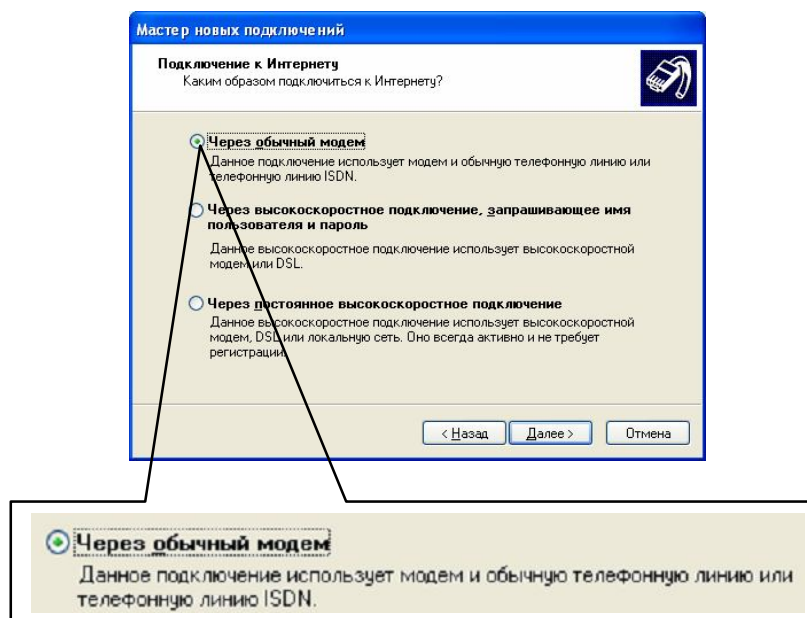 Мастер новых подключений
Подключение к Интернету
Каким образом подключиться к Интернету?
Через обычный модем
Данное подключение использует модем и обычную телефонную линию или
телефонную линию ISDN.
Через высокоскоростное подключение, запрашивающее имя
пользователя и пароль
Данное высокоскоростное подключение использует высокоскоростной
модем или DSL.
Через постоянное высокоскоростное подключение
Данное высокоскоростное подключение использует высокоскоростной
модем, DSL или локальную сеть. Оно всегда активно и не требует
регистрации.
< Назад Далее > Отмена
Через обычный модем
Данное подключение использует модем и обычную телефонную линию или
телефонную линию ISDN.